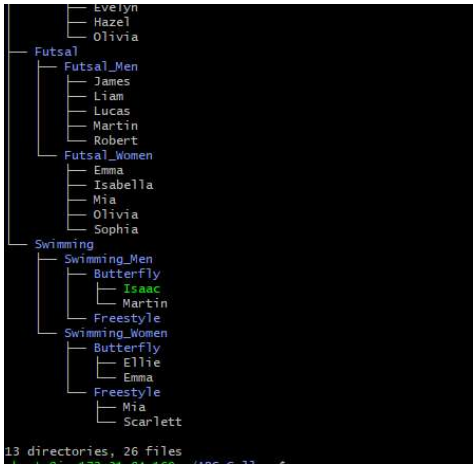 Evelyn
Hazel
Olivia
Futsal
Futsal_Men
James
Liam
Lucas
Martin
Robert
Futsal_Women
Emma
Isabella
Mia
Olivia
Sophia
Swimming
Swimming_Men
Butterfly
Isaac
Martin
Freestyle
Swimming_Women
Butterfly
Ellie
Emma
Freestyle
Mia
Scarlett
13 directories, 26 files